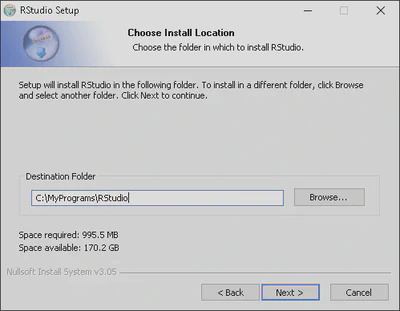 RStudio Setup
Choose Install Location
Choose the folder in which to install RStudio.
Setup will install RStudio in the following folder. To install in a different folder, click Browse
and select another folder. Click Next to continue.
Destination Folder
C:\MyPrograms\RStudio
Browse...
Space required: 995.5 MB
Space available: 170.2 GB
Nullsoft Install System v3.05
< Back
Next >
Cancel